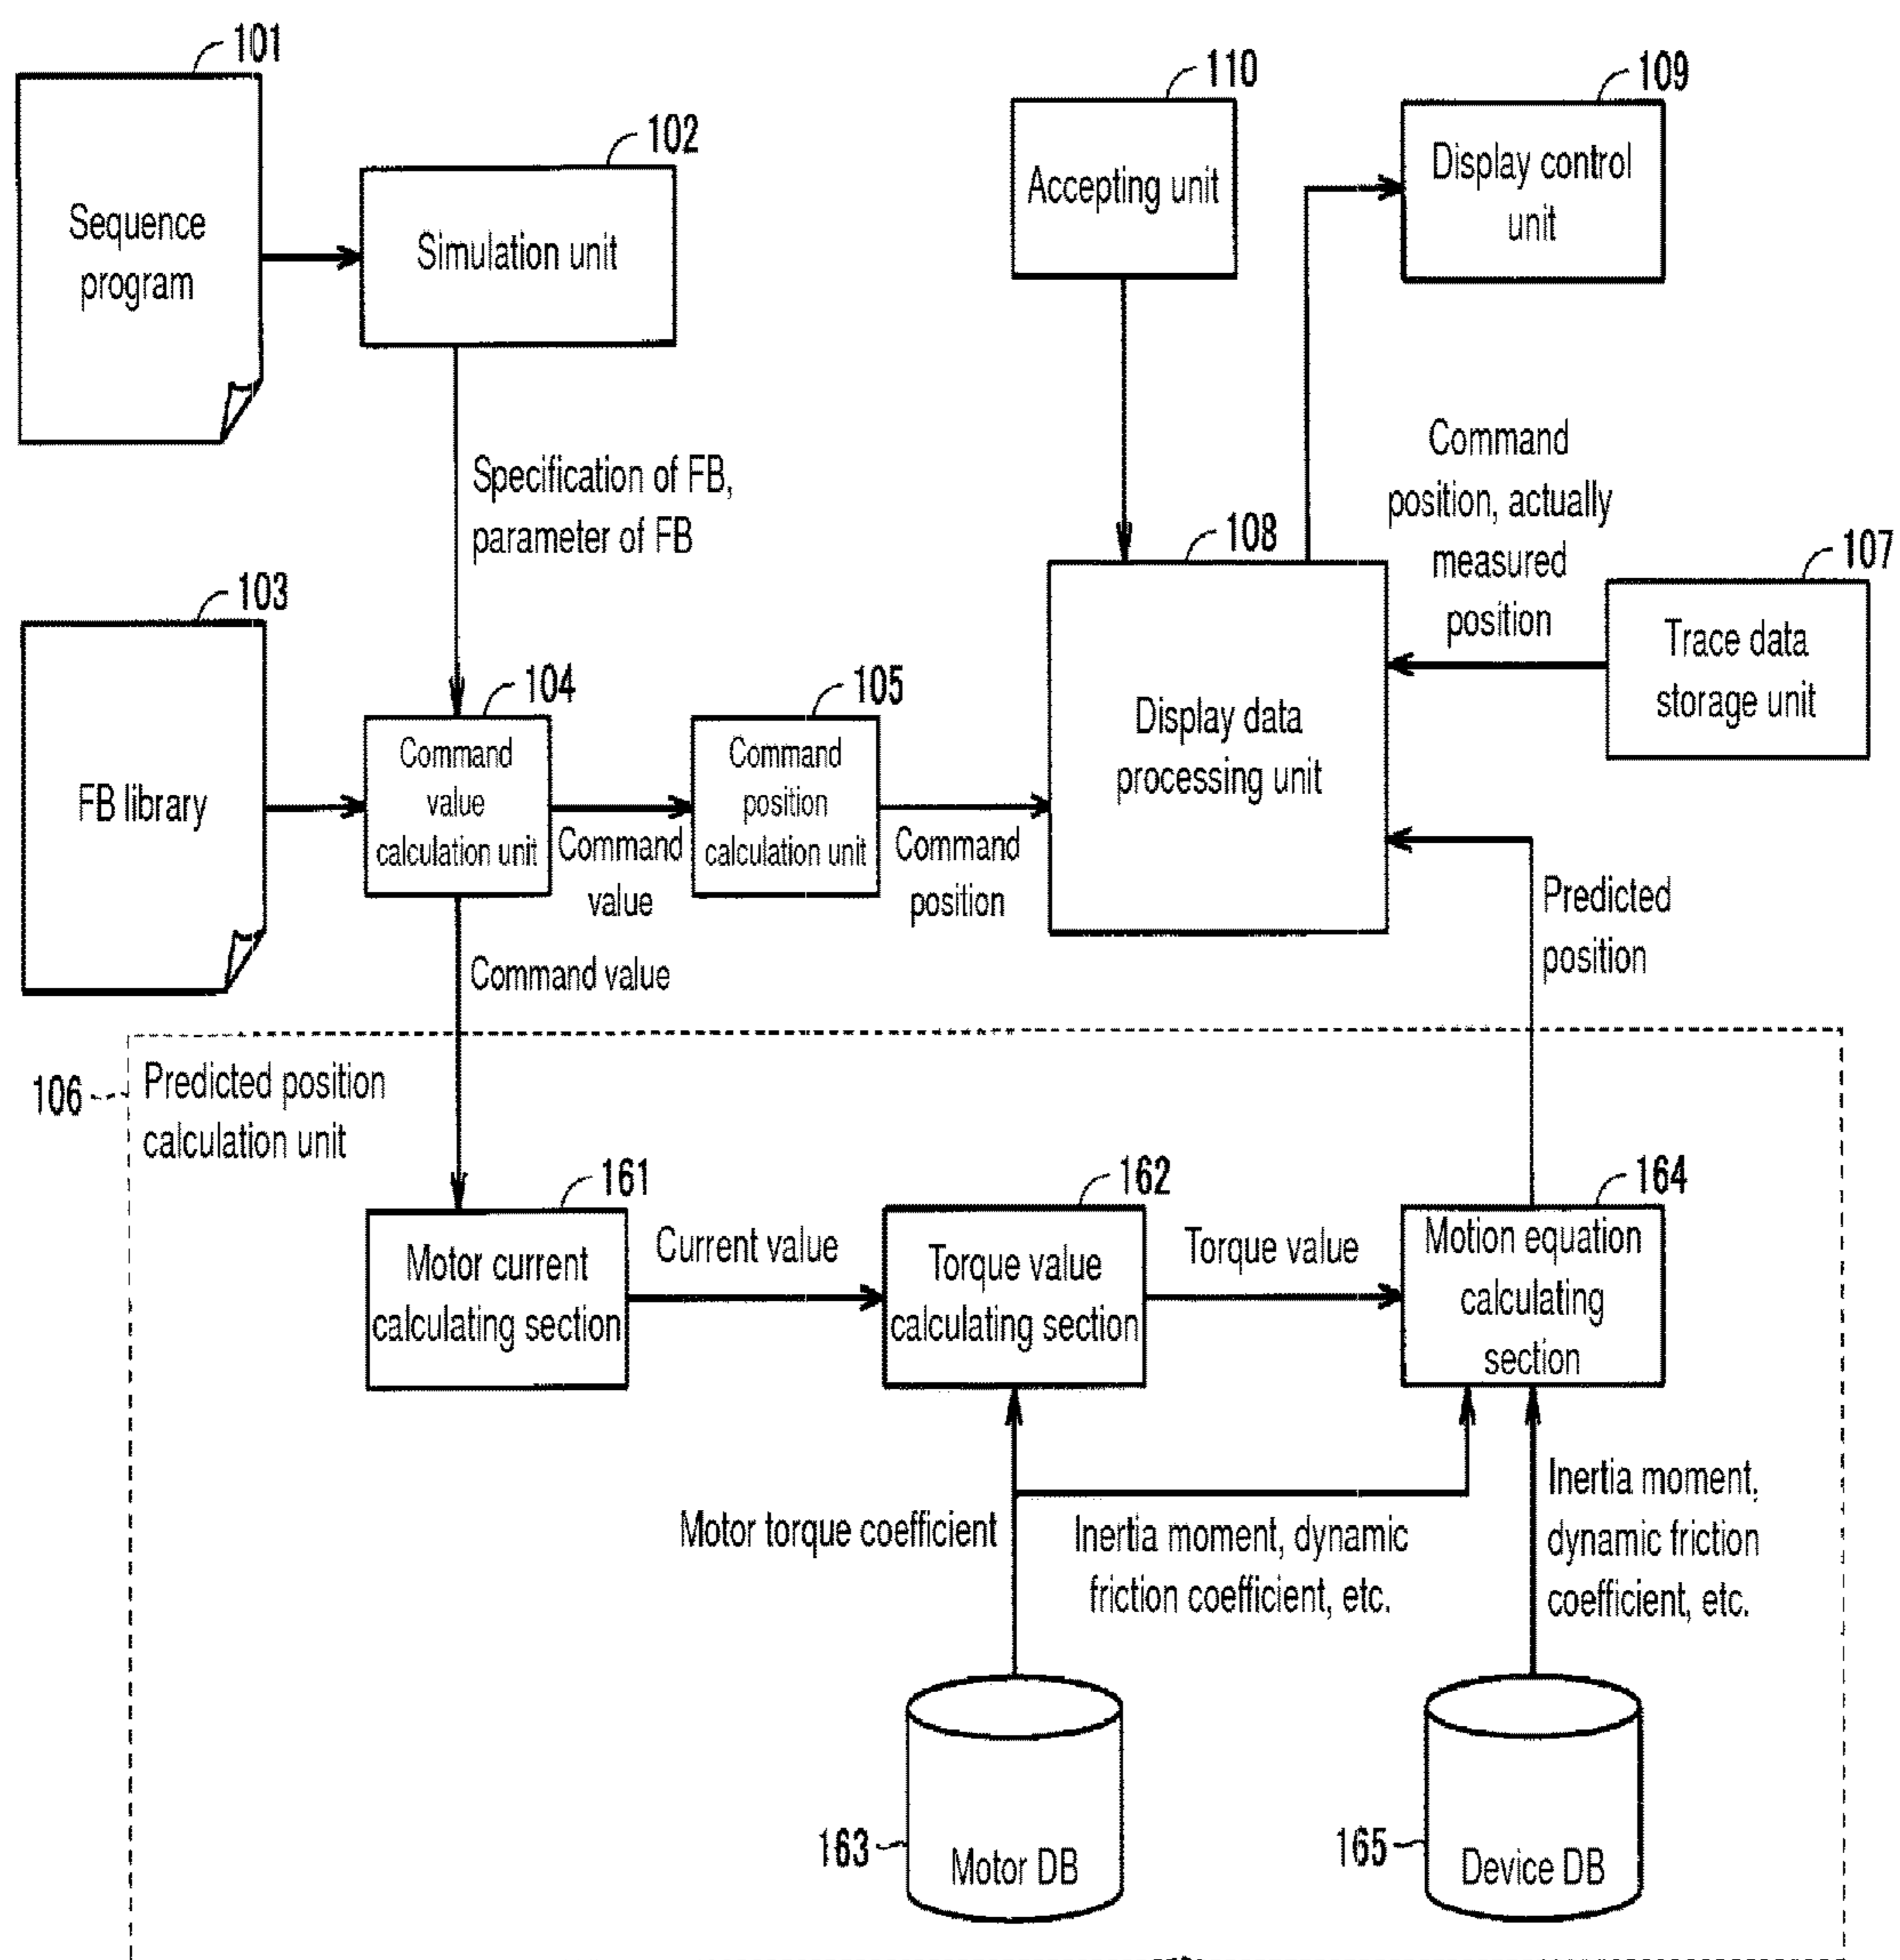 101
Sequence
program
102
Simulation unit
110
Accepting unit
109
Display control
unit
Specification of FB,
parameter of FB
Command
position, actually
measured
position
103
FB library
104
Command
value
calculation unit
Command
value
105
Command
position
calculation unit
Command
position
108
Display data
processing unit
107
Trace data
storage unit
Command value
Predicted
position
106
Predicted position
calculation unit
161
Motor current
calculating section
Current value
162
Torque value
calculating section
Torque value
164
Motion equation
calculating
section
Motor torque coefficient
Inertia moment, dynamic
friction coefficient, etc.
Inertia moment,
dynamic friction
coefficient, etc.
163
Motor DB
165
Device DB